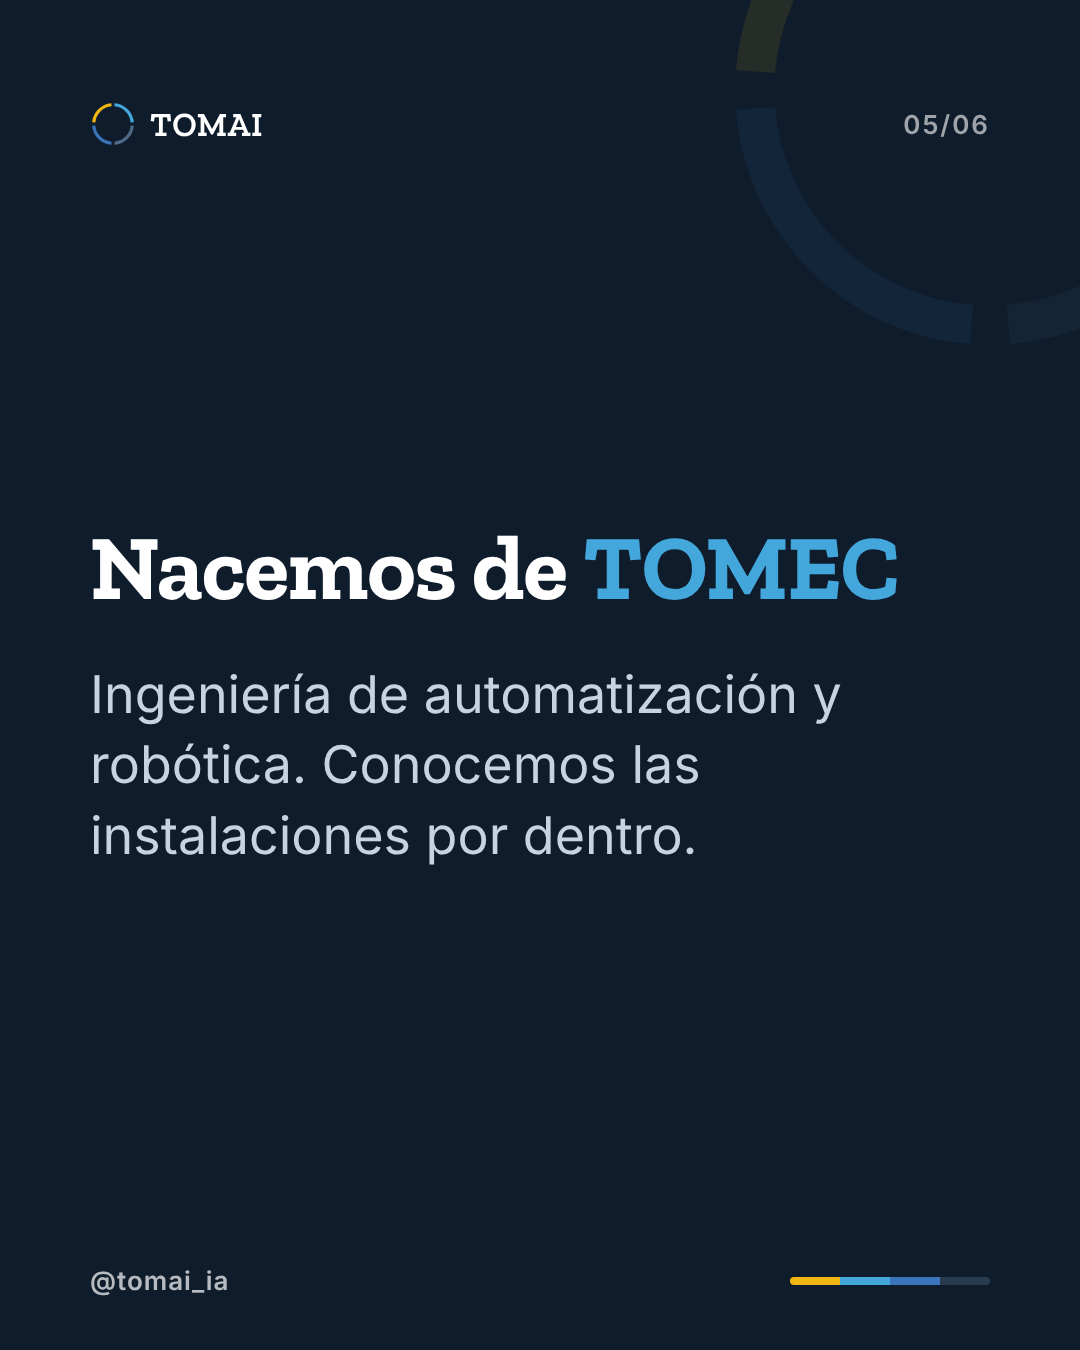 TOMAI
05/06
Nacemos de TOMEC
Ingeniería de automatización y
robótica. Conocemos las
instalaciones por dentro.
@tomai_ia